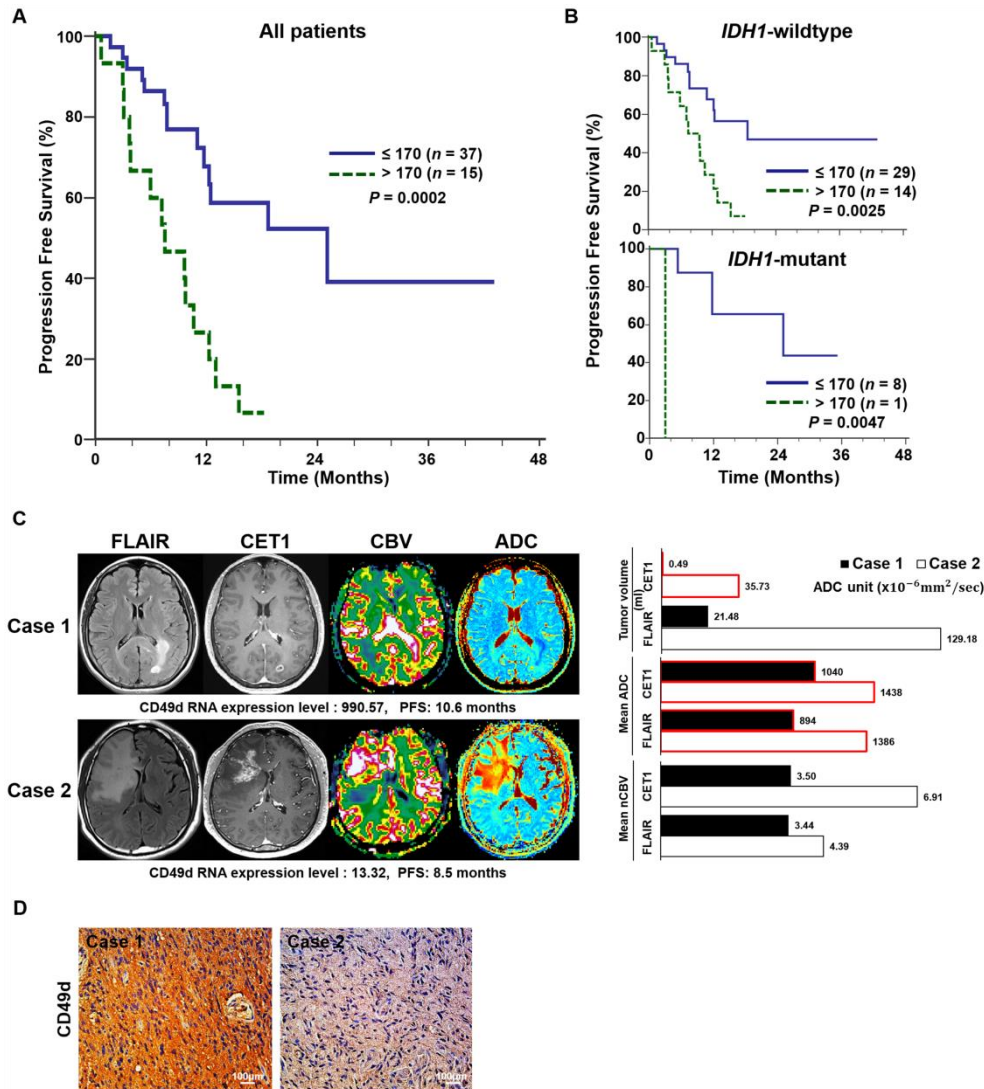 A
All patients
Progression Free Survival (%)
100
80
60
40
20
0
≤ 170 (n = 37)
> 170 (n = 15)
P = 0.0002
0
12
24
36
48
Time (Months)
B
IDH1-wildtype
Progression Free Survival (%)
100
80
60
40
20
0
≤ 170 (n = 29)
> 170 (n = 14)
P = 0.0025
0
12
24
36
48
IDH1-mutant
100
80
60
40
20
0
≤ 170 (n = 8)
> 170 (n = 1)
P = 0.0047
0
12
24
36
48
Time (Months)
C
FLAIR CET1 CBV ADC
Case 1
CD49d RNA expression level : 990.57, PFS: 10.6 months
Case 2
CD49d RNA expression level : 13.32, PFS: 8.5 months
Case 1 Case 2
ADC unit (x10⁻⁶mm²/sec)
Tumor volume (ml)
CET1
0.49
35.73
FLAIR
21.48
129.18
Mean ADC
CET1
1040
1438
FLAIR
894
1386
Mean nCBV
CET1
3.50
6.91
FLAIR
3.44
4.39
D
CD49d
Case 1
100μm
Case 2
100μm